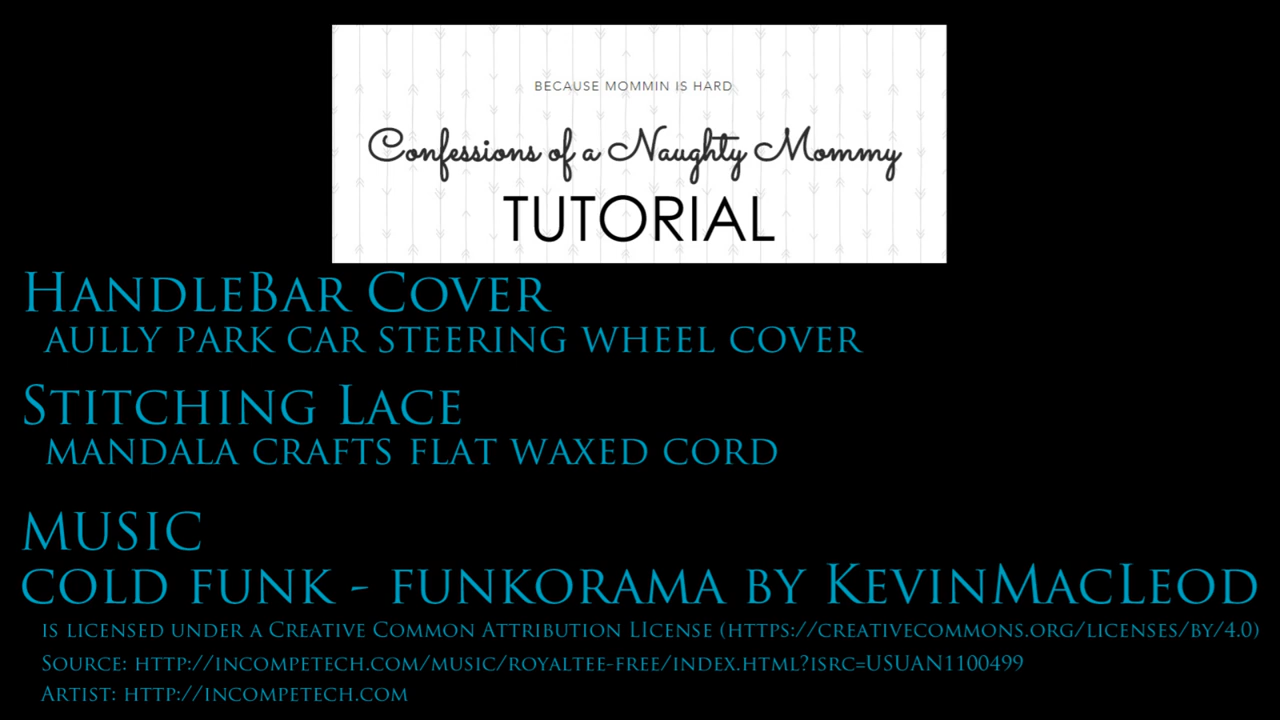 BECAUSE MOMMIN IS HARD
Confessions of a Naughty Mommy
TUTORIAL
HANDLEBAR COVER
AULLY PARK CAR STEERING WHEEL COVER
STITCHING LACE
MANDALA CRAFTS FLAT WAXED CORD
MUSIC
COLD FUNK - FUNKORAMA BY KEVINMACLEOD
IS LICENSED UNDER A CREATIVE COMMON ATTRIBUTION LICENSE (HTTPS://CREATIVECOMMONS.ORG/LICENSES/BY/4.0)
SOURCE: HTTP://INCOMPETECH.COM/MUSIC/ROYALTEE-FREE/INDEX.HTML?ISRC=USUAN1100499
ARTIST: HTTP://INCOMPETECH.COM